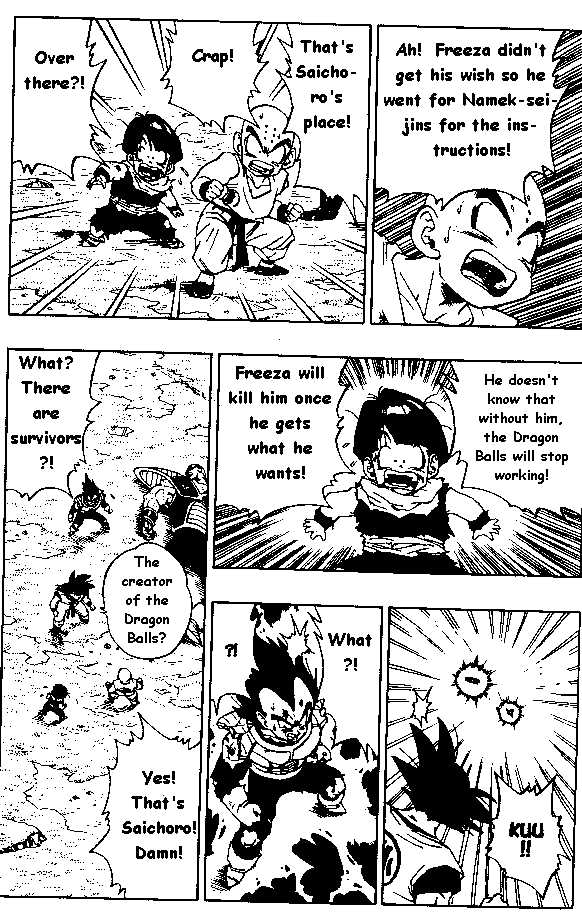 Ah! Freeza didn't
get his wish so he
went for Namek-sei-
jins for the ins-
tructions!
That's
Saicho-
ro's
place!
Crap!
Over
there?!
He doesn't
know that
without him,
the Dragon
Balls will stop
working!
Freeza will
kill him once
he gets
what he
wants!
What?
There
are
survivors
?!
The
creator
of the
Dragon
Balls?
Yes!
That's
Saichoro!
Damn!
KUU
!!
What
?!
?!